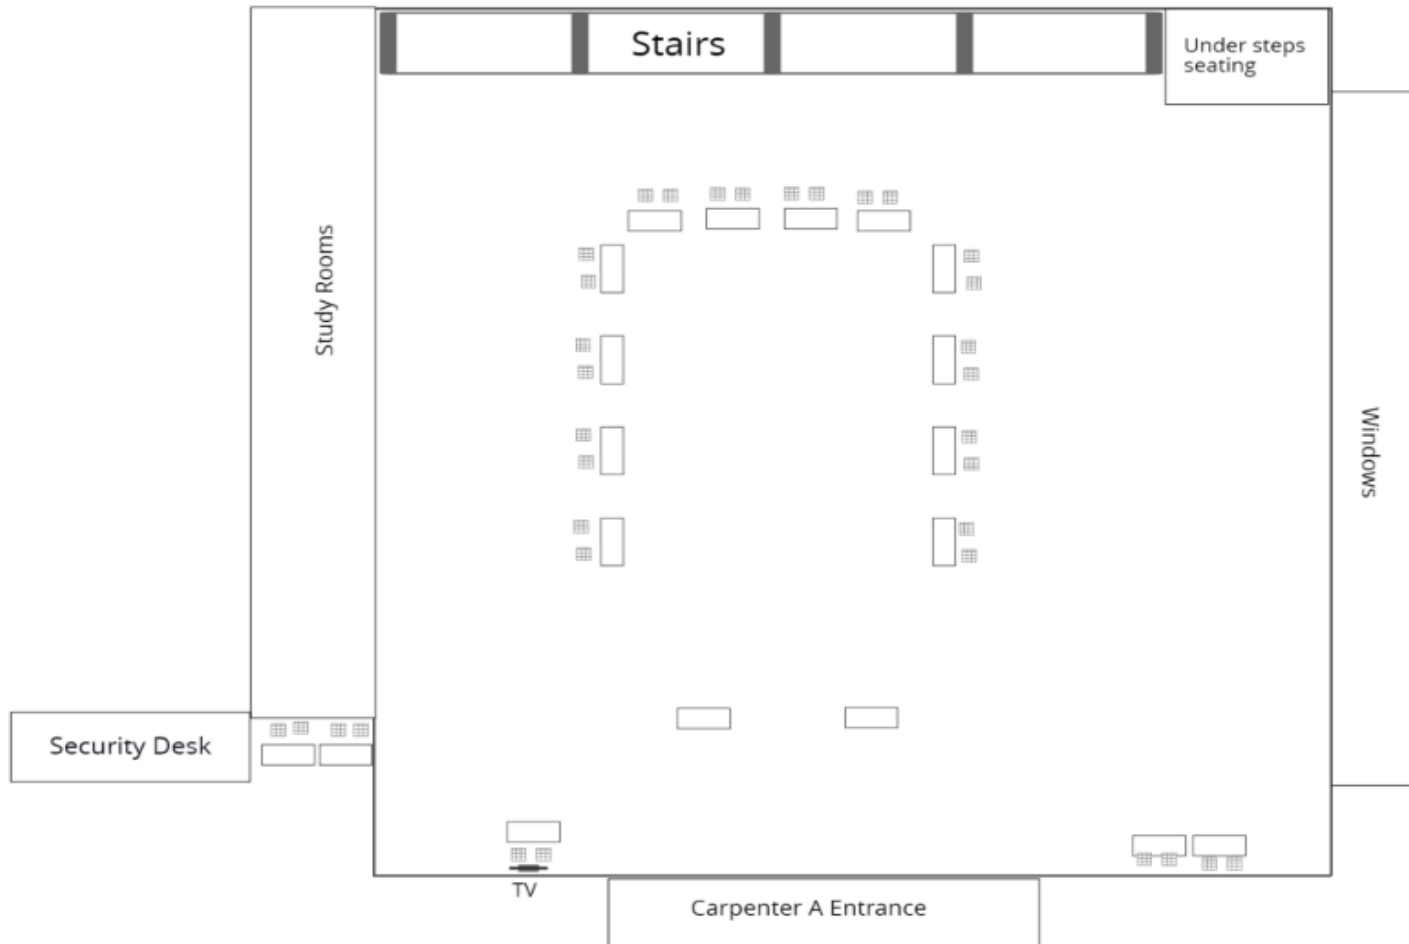 Stairs
Under steps
seating
Study Rooms
Windows
Security Desk
TV
Carpenter A Entrance